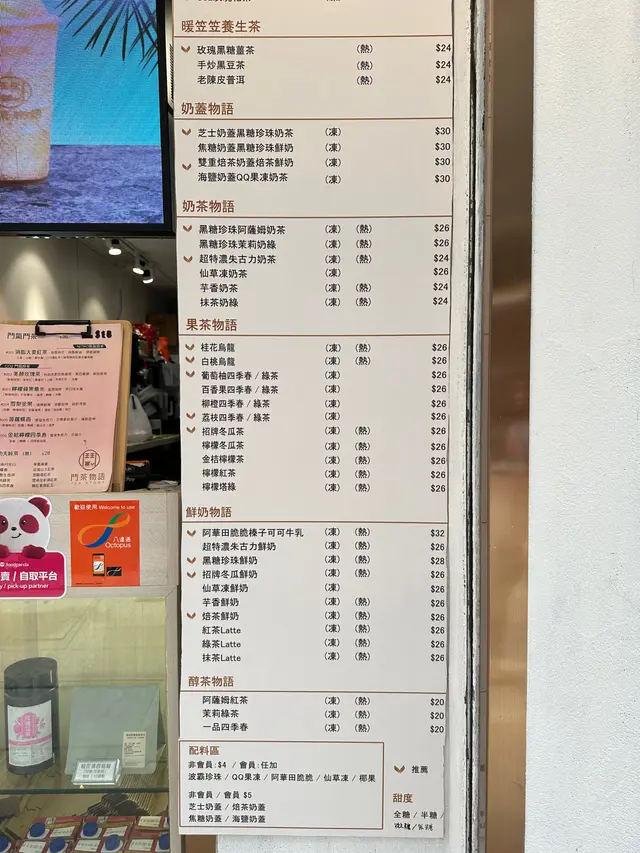 暖笠笠養生茶
玫瑰黑糖薑茶 (熱) $24
手炒黑豆茶 (熱) $24
老陳皮普洱 (熱) $24
奶蓋物語
芝士奶蓋黑糖珍珠奶茶 (凍) $30
焦糖奶蓋黑糖珍珠鮮奶 (凍) $30
雙重焙茶奶蓋焙茶鮮奶 (凍) $30
海鹽奶蓋QQ果凍奶茶 (凍) $30
奶茶物語
黑糖珍珠阿薩姆奶茶 (凍) (熱) $26
黑糖珍珠茉莉奶綠 (凍) (熱) $26
超特濃朱古力奶茶 (凍) (熱) $24
仙草凍奶茶 (凍) $26
芋香奶茶 (凍) (熱) $24
抹茶奶綠 (凍) (熱) $24
果茶物語
桂花烏龍 (凍) (熱) $26
白桃烏龍 (凍) (熱) $26
葡萄柚四季春 / 綠茶 (凍) $26
百香果四季春 / 綠茶 (凍) $26
柳橙四季春 / 綠茶 (凍) $26
荔枝四季春 / 綠茶 (凍) $26
招牌冬瓜茶 (凍) (熱) $26
檸檬冬瓜茶 (凍) (熱) $26
金桔檸檬茶 (凍) (熱) $26
檸檬紅茶 (凍) (熱) $26
檸檬塔綠 (凍) (熱) $26
鮮奶物語
阿華田脆脆榛子可可牛乳 (凍) (熱) $32
超特濃朱古力鮮奶 (凍) (熱) $26
黑糖珍珠鮮奶 (凍) (熱) $28
招牌冬瓜鮮奶 (凍) (熱) $26
仙草凍鮮奶 (凍) $26
芋香鮮奶 (凍) (熱) $26
焙茶鮮奶 (凍) (熱) $26
紅茶Latte (凍) (熱) $26
綠茶Latte (凍) (熱) $26
抹茶Latte (凍) (熱) $26
醇茶物語
阿薩姆紅茶 (凍) (熱) $20
茉莉綠茶 (凍) (熱) $20
一品四季春 (凍) (熱) $20
配料區
非會員:$4 / 會員:任加
波霸珍珠 / QQ果凍 / 阿華田脆脆 / 仙草凍 / 椰果
非會員 / 會員 $5
芝士奶蓋 / 焙茶奶蓋
焦糖奶蓋 / 海鹽奶蓋
推薦
甜度
全糖 / 半糖 /
微糖/
$18
鬥茶物語
歡迎使用 Welcome to use
八達通
Octopus
foodpanda
賣 / 自取平台
/ pick-up partner